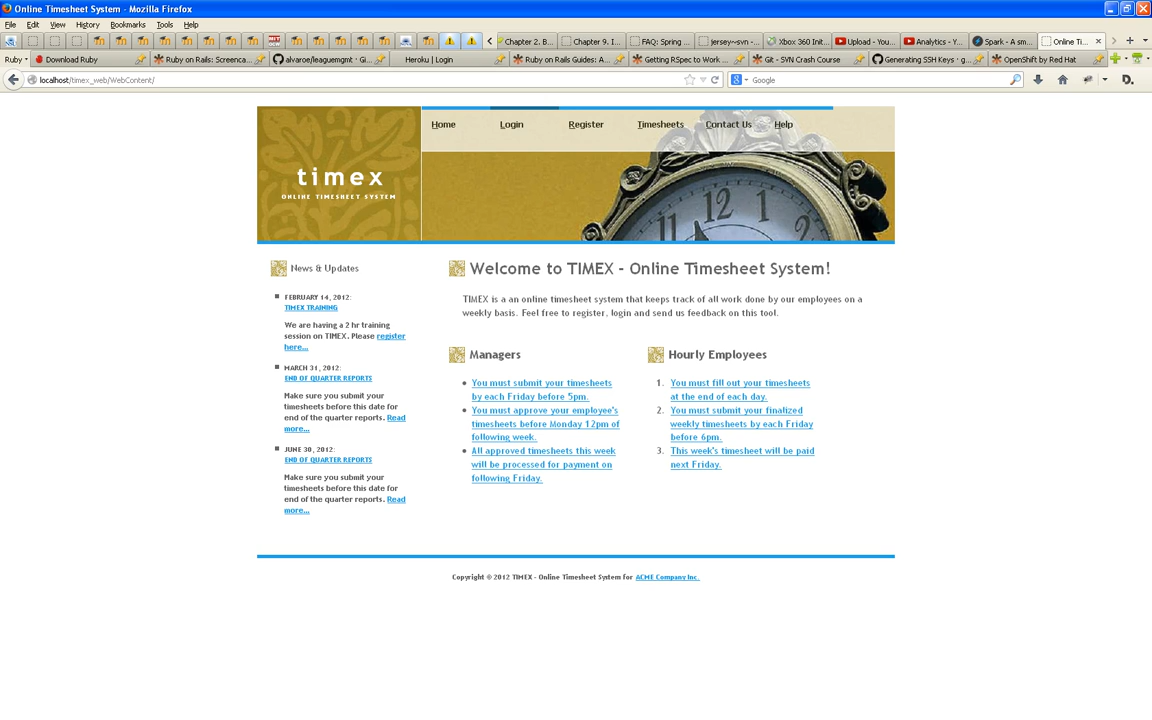 Online Timesheet System - Mozilla Firefox
File Edit View History Bookmarks Tools Help
Chapter 2. B... Chapter 9. I... FAQ: Spring ... jersey~svn - ... Xbox 360 Init... Upload - You... Analytics - Y... Spark - A sm... Online Ti...
Ruby Download Ruby Ruby on Rails: Screenca... alvaroe/leaguemgmt · Gi... Heroku | Login Ruby on Rails Guides: A... Getting RSpec to Work ... Git - SVN Crash Course Generating SSH Keys · g... OpenShift by Red Hat
localhost/timex_web/WebContent/
Google
Home Login Register Timesheets Contact Us Help
timex
ONLINE TIMESHEET SYSTEM
11 12 1
News & Updates
FEBRUARY 14, 2012:
TIMEX TRAINING
We are having a 2 hr training
session on TIMEX. Please register
here...
MARCH 31, 2012:
END OF QUARTER REPORTS
Make sure you submit your
timesheets before this date for
end of the quarter reports. Read
more...
JUNE 30, 2012:
END OF QUARTER REPORTS
Make sure you submit your
timesheets before this date for
end of the quarter reports. Read
more...
Welcome to TIMEX - Online Timesheet System!
TIMEX is a an online timesheet system that keeps track of all work done by our employees on a
weekly basis. Feel free to register, login and send us feedback on this tool.
Managers
You must submit your timesheets
by each Friday before 5pm.
You must approve your employee's
timesheets before Monday 12pm of
following week.
All approved timesheets this week
will be processed for payment on
following Friday.
Hourly Employees
1. You must fill out your timesheets
at the end of each day.
2. You must submit your finalized
weekly timesheets by each Friday
before 6pm.
3. This week's timesheet will be paid
next Friday.
Copyright © 2012 TIMEX - Online Timesheet System for ACME Company Inc.